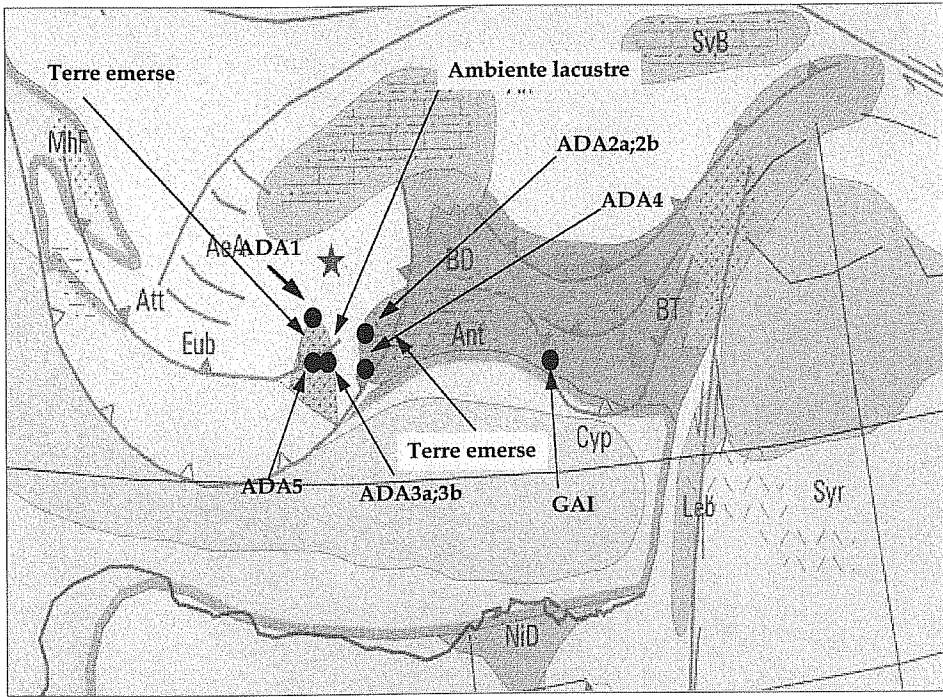 SvB
Terre emerse
Ambiente lacustre
MhF
ADA2a;2b
ADA4
AeA
ADA1
BD
Att
BT
Ant
Eub
Terre emerse
Cyp
ADA5
ADA3a;3b
GAI
Leb
Syr
NiD